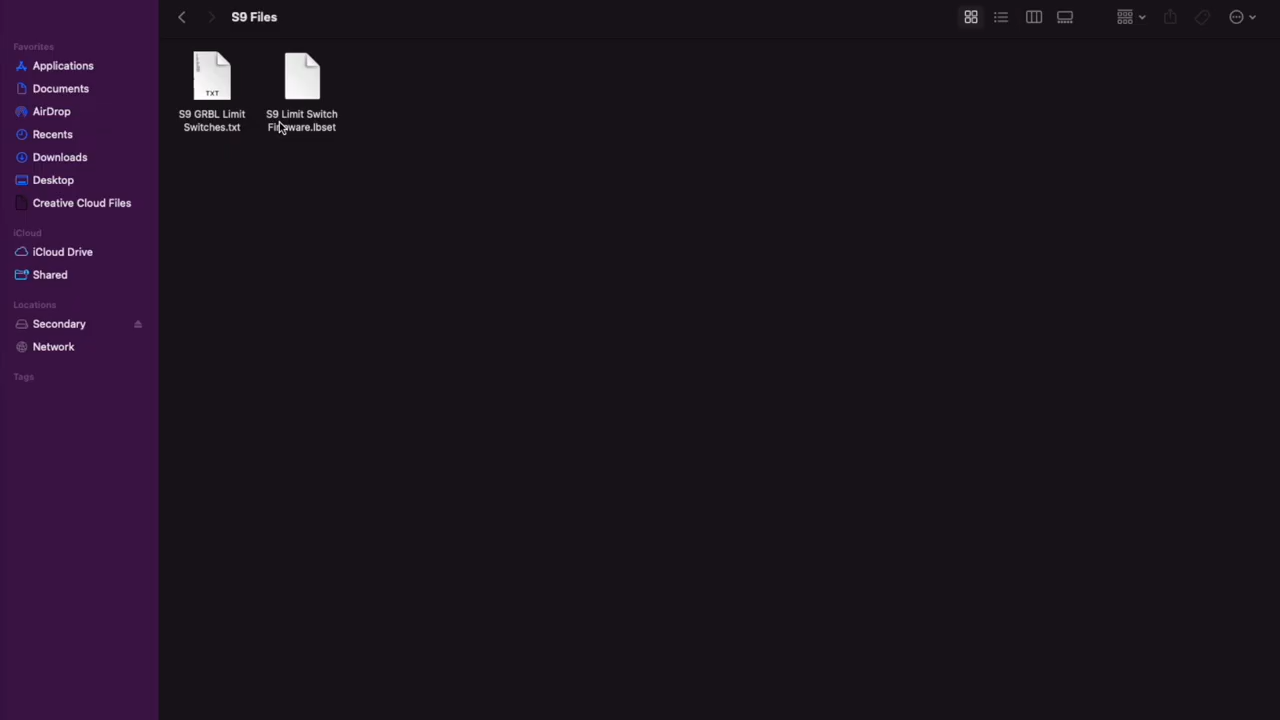 S9 Files
Favorites
Applications
Documents
AirDrop
Recents
Downloads
Desktop
Creative Cloud Files
iCloud
iCloud Drive
Shared
Locations
Secondary
Network
Tags
TXT
S9 GRBL Limit
Switches.txt
S9 Limit Switch
Firmware.lbset